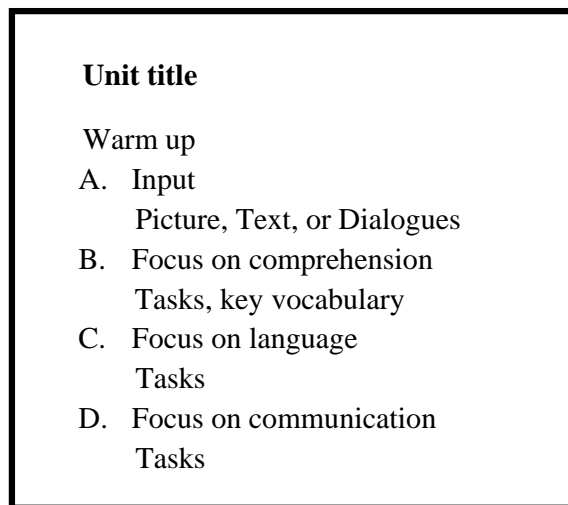 Unit title
Warm up
A. Input
Picture, Text, or Dialogues
B. Focus on comprehension
Tasks, key vocabulary
C. Focus on language
Tasks
D. Focus on communication
Tasks